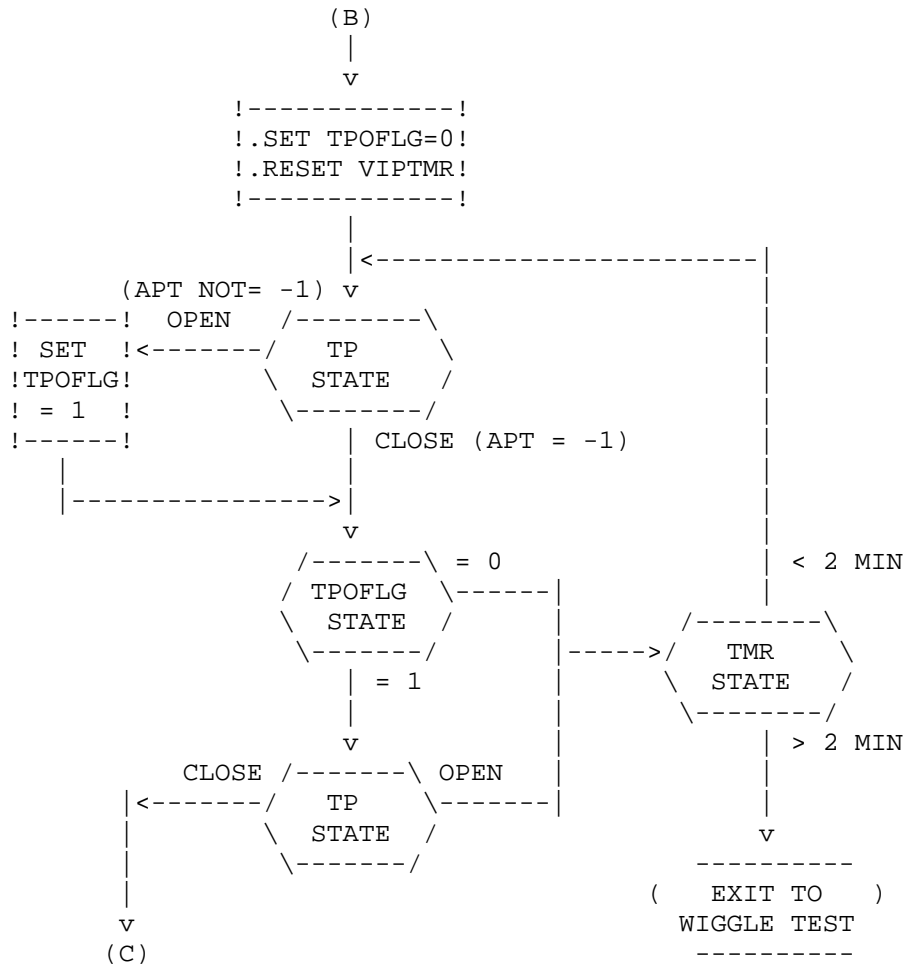 (B)
.SET TPOFLG=0
.RESET VIPTMR
(APT NOT= -1)
OPEN
SET
TPOFLG
= 1
TP
STATE
CLOSE (APT = -1)
= 0
TPOFLG
STATE
= 1
< 2 MIN
TMR
STATE
> 2 MIN
CLOSE
OPEN
TP
STATE
( EXIT TO )
WIGGLE TEST
(C)